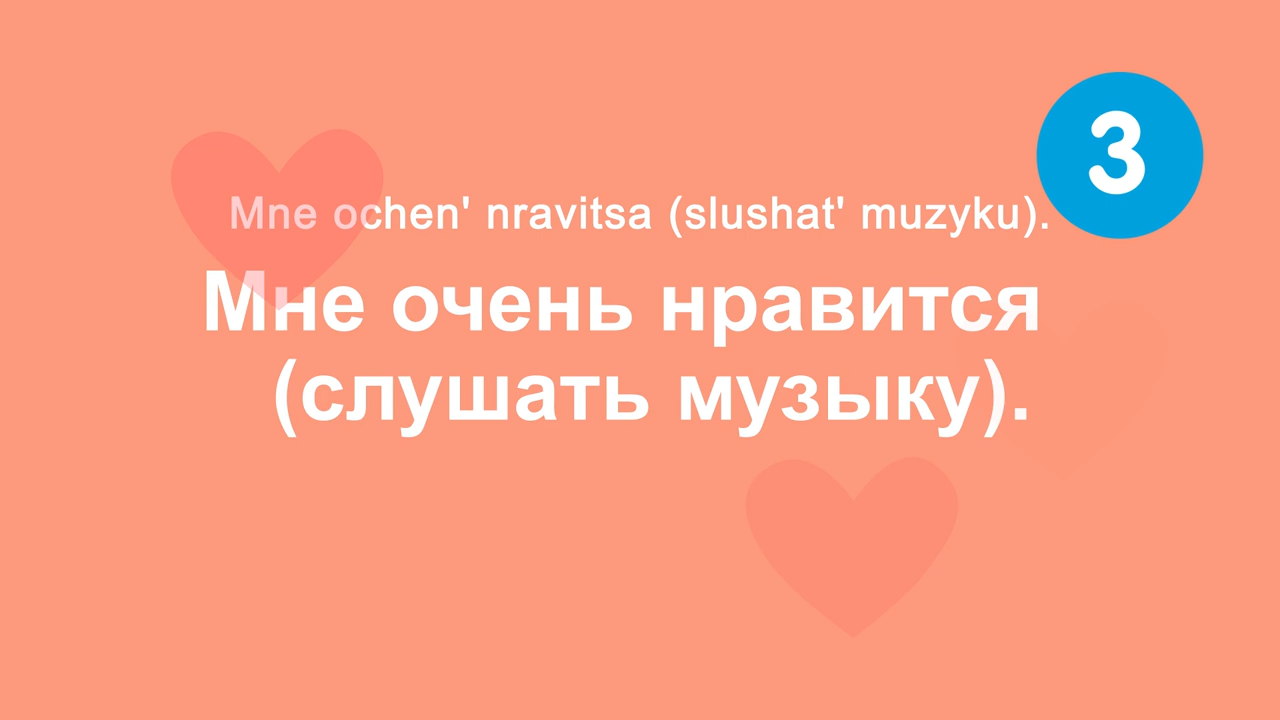 3
Mne ochen' nravitsa (slushat' muzyku).
Мне очень нравится
(слушать музыку).